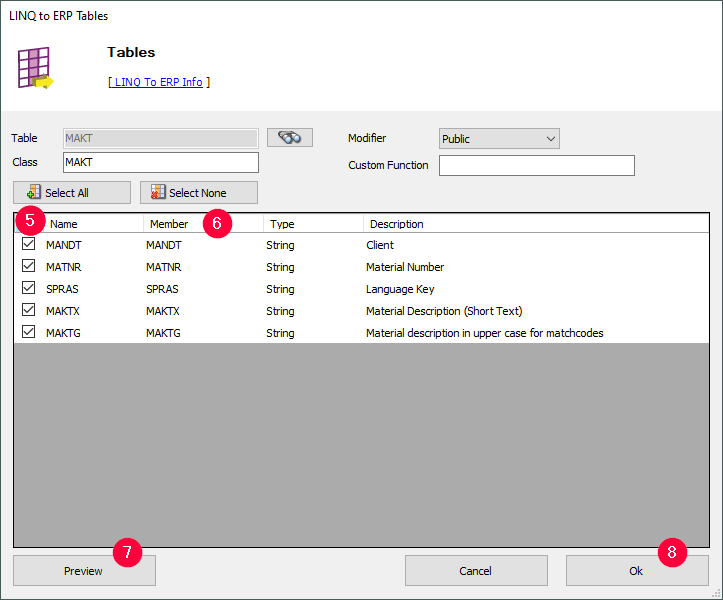 LINQ to ERP Tables
Tables
[ LINQ To ERP Info ]
Table MAKT Modifier Public
Class MAKT Custom Function
Select All Select None
5 Name Member 6 Type Description
MANDT MANDT String Client
MATNR MATNR String Material Number
SPRAS SPRAS String Language Key
MAKTX MAKTX String Material Description (Short Text)
MAKTG MAKTG String Material description in upper case for matchcodes
7 8
Preview Cancel Ok